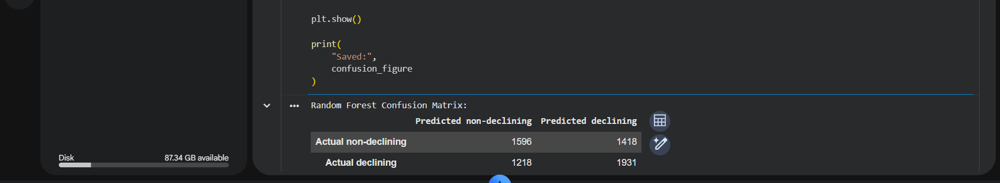 plt.show()
print(
"Saved:",
confusion_figure
)
Disk
87.34 GB available
Random Forest Confusion Matrix:
Predicted non-declining Predicted declining
Actual non-declining 1596 1418
Actual declining 1218 1931